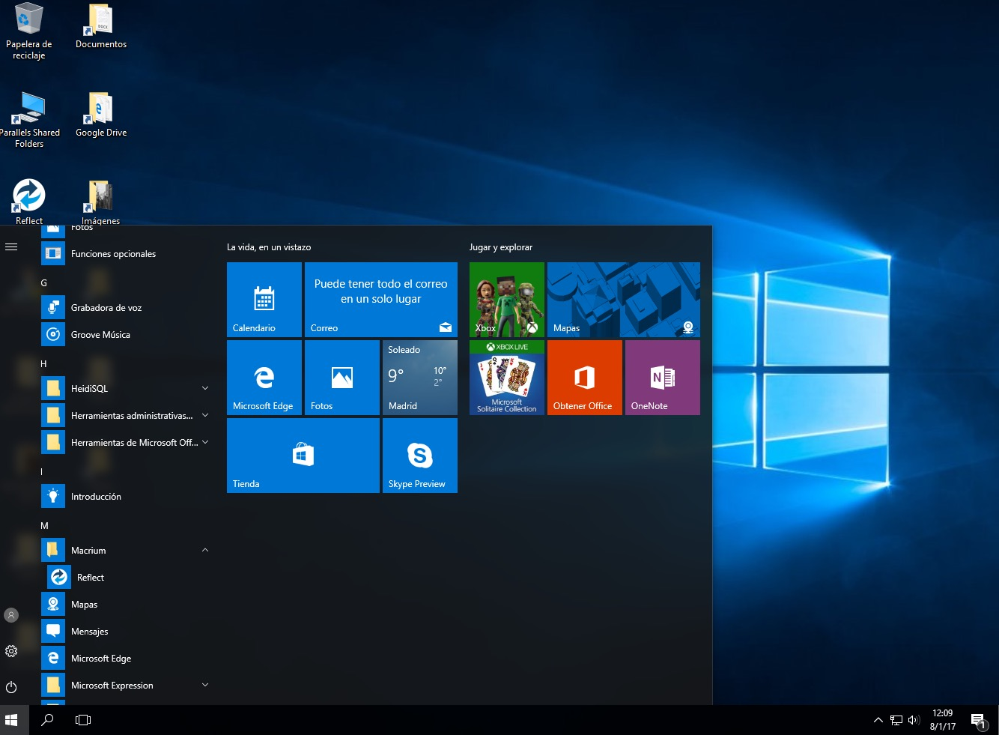 Papelera de
reciclaje
Documentos
DOCX
Parallels Shared
Folders
Google Drive
Reflect
Imágenes
Fotos
Funciones opcionales
G
Grabadora de voz
Groove Música
H
HeidiSQL
Herramientas administrativas...
Herramientas de Microsoft Off...
I
Introducción
M
Macrium
Reflect
Mapas
Mensajes
Microsoft Edge
Microsoft Expression
La vida, en un vistazo
Calendario
Puede tener todo el correo
en un solo lugar
Correo
Microsoft Edge
Fotos
Soleado
9°
10°
2°
Madrid
Tienda
Skype Preview
Jugar y explorar
Xbox
Mapas
XBOX LIVE
Microsoft
Solitaire Collection
Obtener Office
OneNote
12:09
8/1/17
1